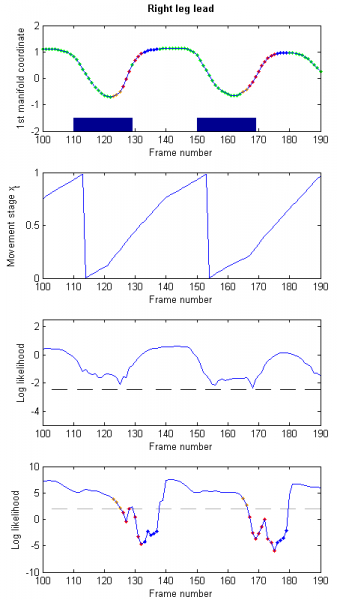 Right leg lead
1st manifold coordinate
2
1
0
-1
-2
100 110 120 130 140 150 160 170 180 190
Frame number
Movement stage xt
1
0.5
0
100 110 120 130 140 150 160 170 180 190
Frame number
Log likelihood
2
0
-2
-4
100 110 120 130 140 150 160 170 180 190
Frame number
Log likelihood
10
5
0
-5
-10
100 110 120 130 140 150 160 170 180 190
Frame number